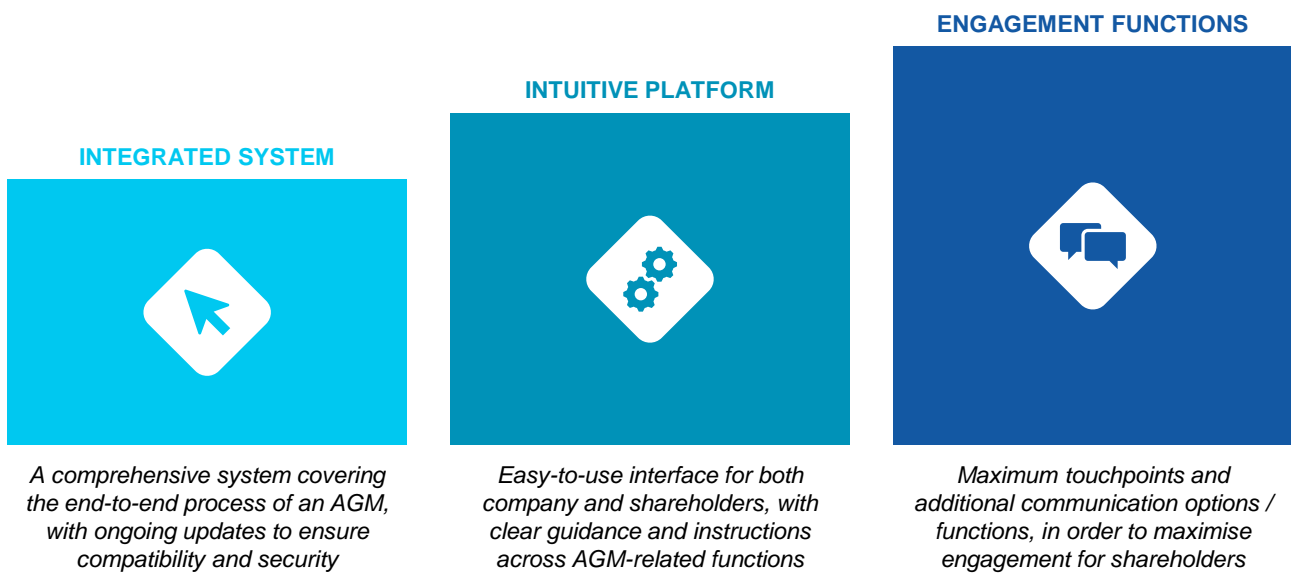 INTEGRATED SYSTEM
A comprehensive system covering
the end-to-end process of an AGM,
with ongoing updates to ensure
compatibility and security
INTUITIVE PLATFORM
Easy-to-use interface for both
company and shareholders, with
clear guidance and instructions
across AGM-related functions
ENGAGEMENT FUNCTIONS
Maximum touchpoints and
additional communication options /
functions, in order to maximise
engagement for shareholders